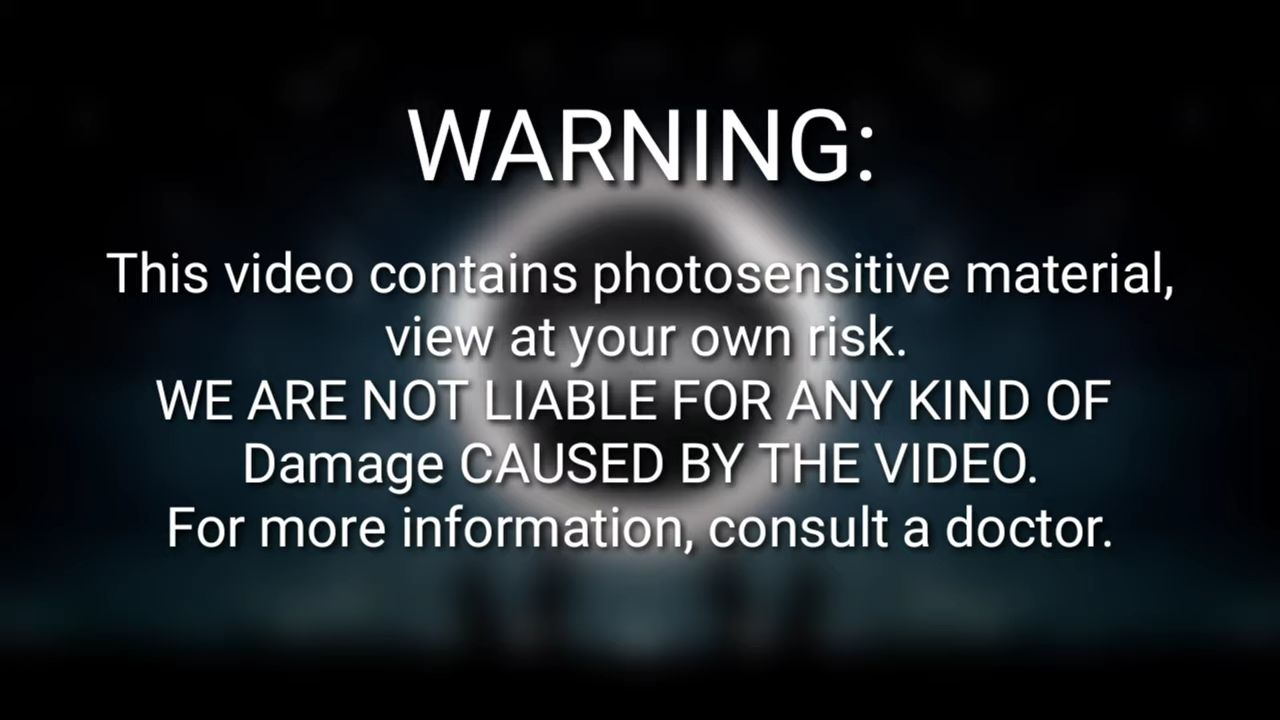 WARNING:
This video contains photosensitive material,
view at your own risk.
WE ARE NOT LIABLE FOR ANY KIND OF
Damage CAUSED BY THE VIDEO.
For more information, consult a doctor.